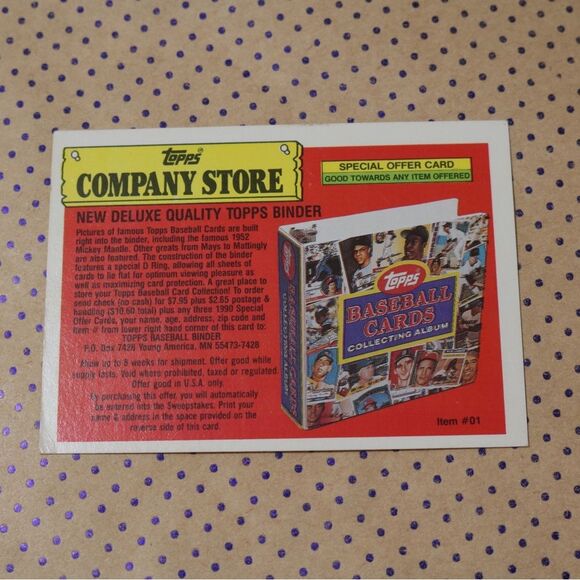 Topps®
COMPANY STORE
SPECIAL OFFER CARD
GOOD TOWARDS ANY ITEM OFFERED
NEW DELUXE QUALITY TOPPS BINDER
Pictures of famous Topps Baseball Cards are built
right into the binder, including the famous 1952
Mickey Mantle. Other greats from Mays to Mattingly
are also featured. The construction of the binder
features a special D Ring, allowing all sheets of
cards to lie flat for optimum viewing pleasure as
well as maximizing card protection. A great place to
store your Topps Baseball Card Collection! To order
send check (no cash) for $7.95 plus $2.65 postage &
handling ($10.60 total) plus any three 1990 Special
Offer Cards, your name, age, address, zip code and
item # from lower right hand corner of this card to:
TOPPS BASEBALL BINDER
P.O. Box 7428 Young America, MN 55473-7428
Allow up to 8 weeks for shipment. Offer good while
supply lasts. Void where prohibited, taxed or regulated.
Offer good in U.S.A. only.
By purchasing this offer, you will automatically
be entered into the Sweepstakes. Print your
name & address in the space provided on the
reverse side of this card.
Topps
BASEBALL
CARDS
COLLECTING ALBUM
Topps
BASEBALL CARDS
COLLECTING ALBUM
Item #01